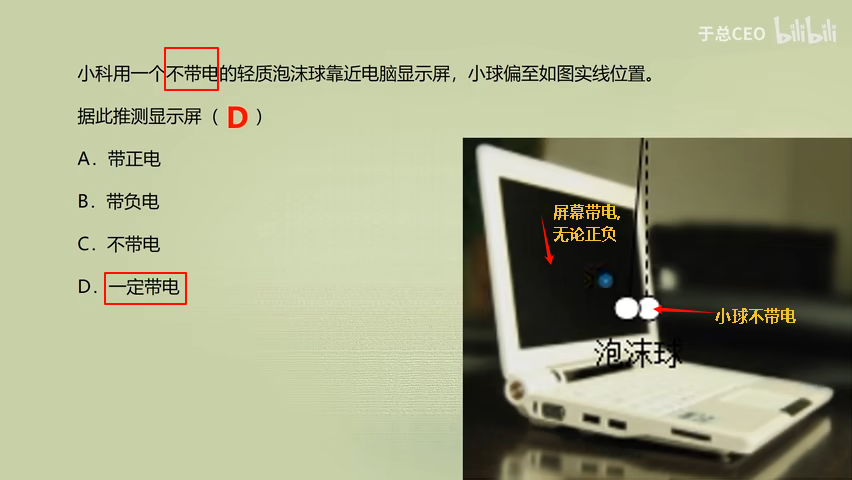 于总CEO bilibili
小科用一个不带电的轻质泡沫球靠近电脑显示屏，小球偏至如图实线位置。
据此推测显示屏（ D ）
A. 带正电
B. 带负电
C. 不带电
D. 一定带电
屏幕带电,
无论正负
小球不带电
泡沫球